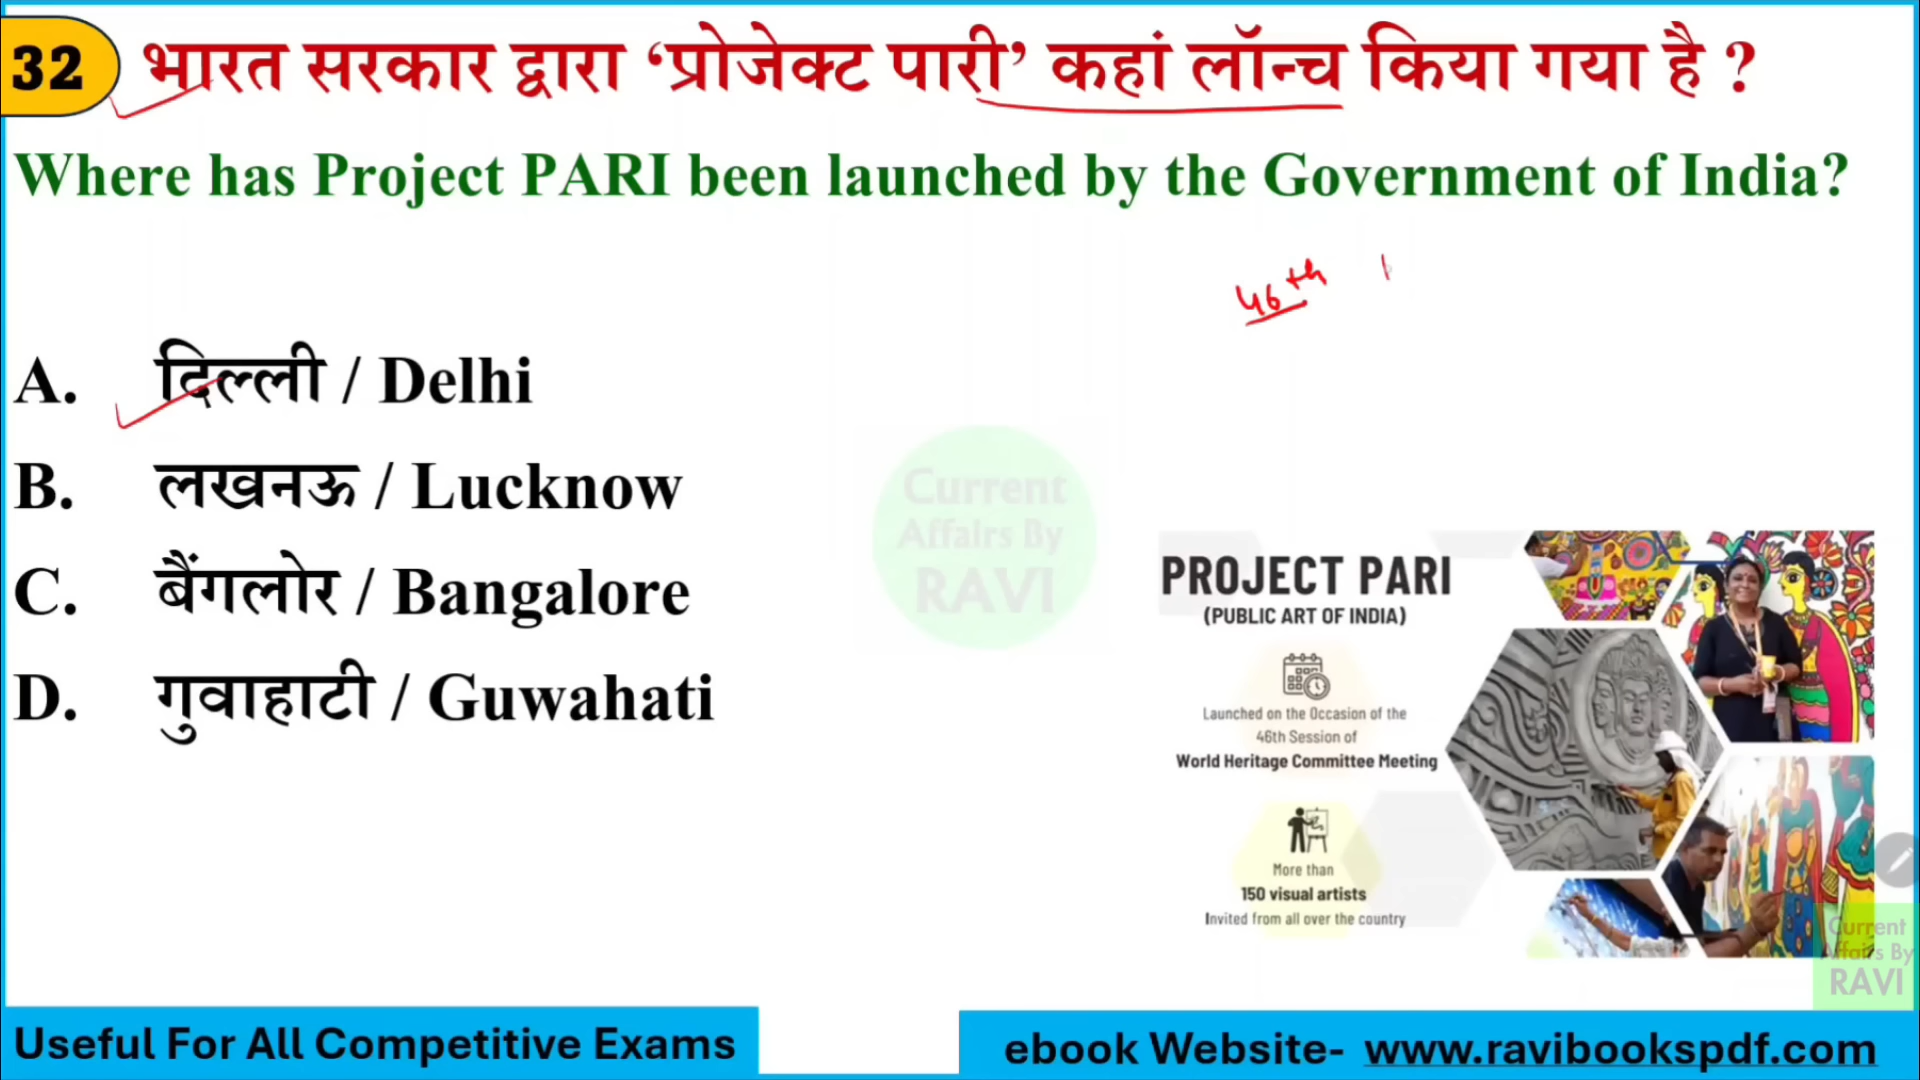 32
भारत सरकार द्वारा ‘प्रोजेक्ट पारी’ कहां लॉन्च किया गया है ?
Where has Project PARI been launched by the Government of India?
46th
A. दिल्ली / Delhi
B. लखनऊ / Lucknow
C. बैंगलोर / Bangalore
D. गुवाहाटी / Guwahati
Current
Affairs By
RAVI
PROJECT PARI
(PUBLIC ART OF INDIA)
Launched on the Occasion of the
46th Session of
World Heritage Committee Meeting
More than
150 visual artists
Invited from all over the country
Current
Affairs By
RAVI
Useful For All Competitive Exams
ebook Website- www.ravibookspdf.com